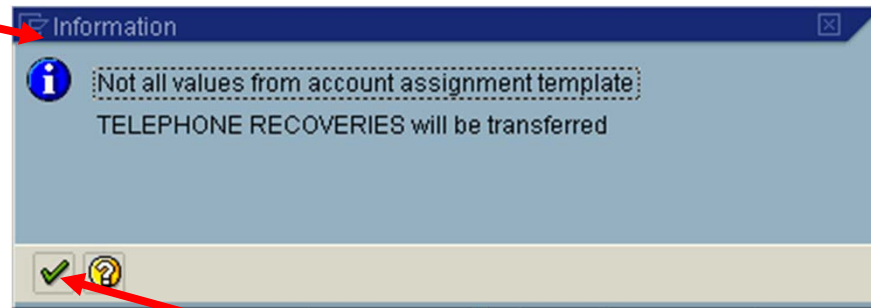 Information
Not all values from account assignment template
TELEPHONE RECOVERIES will be transferred